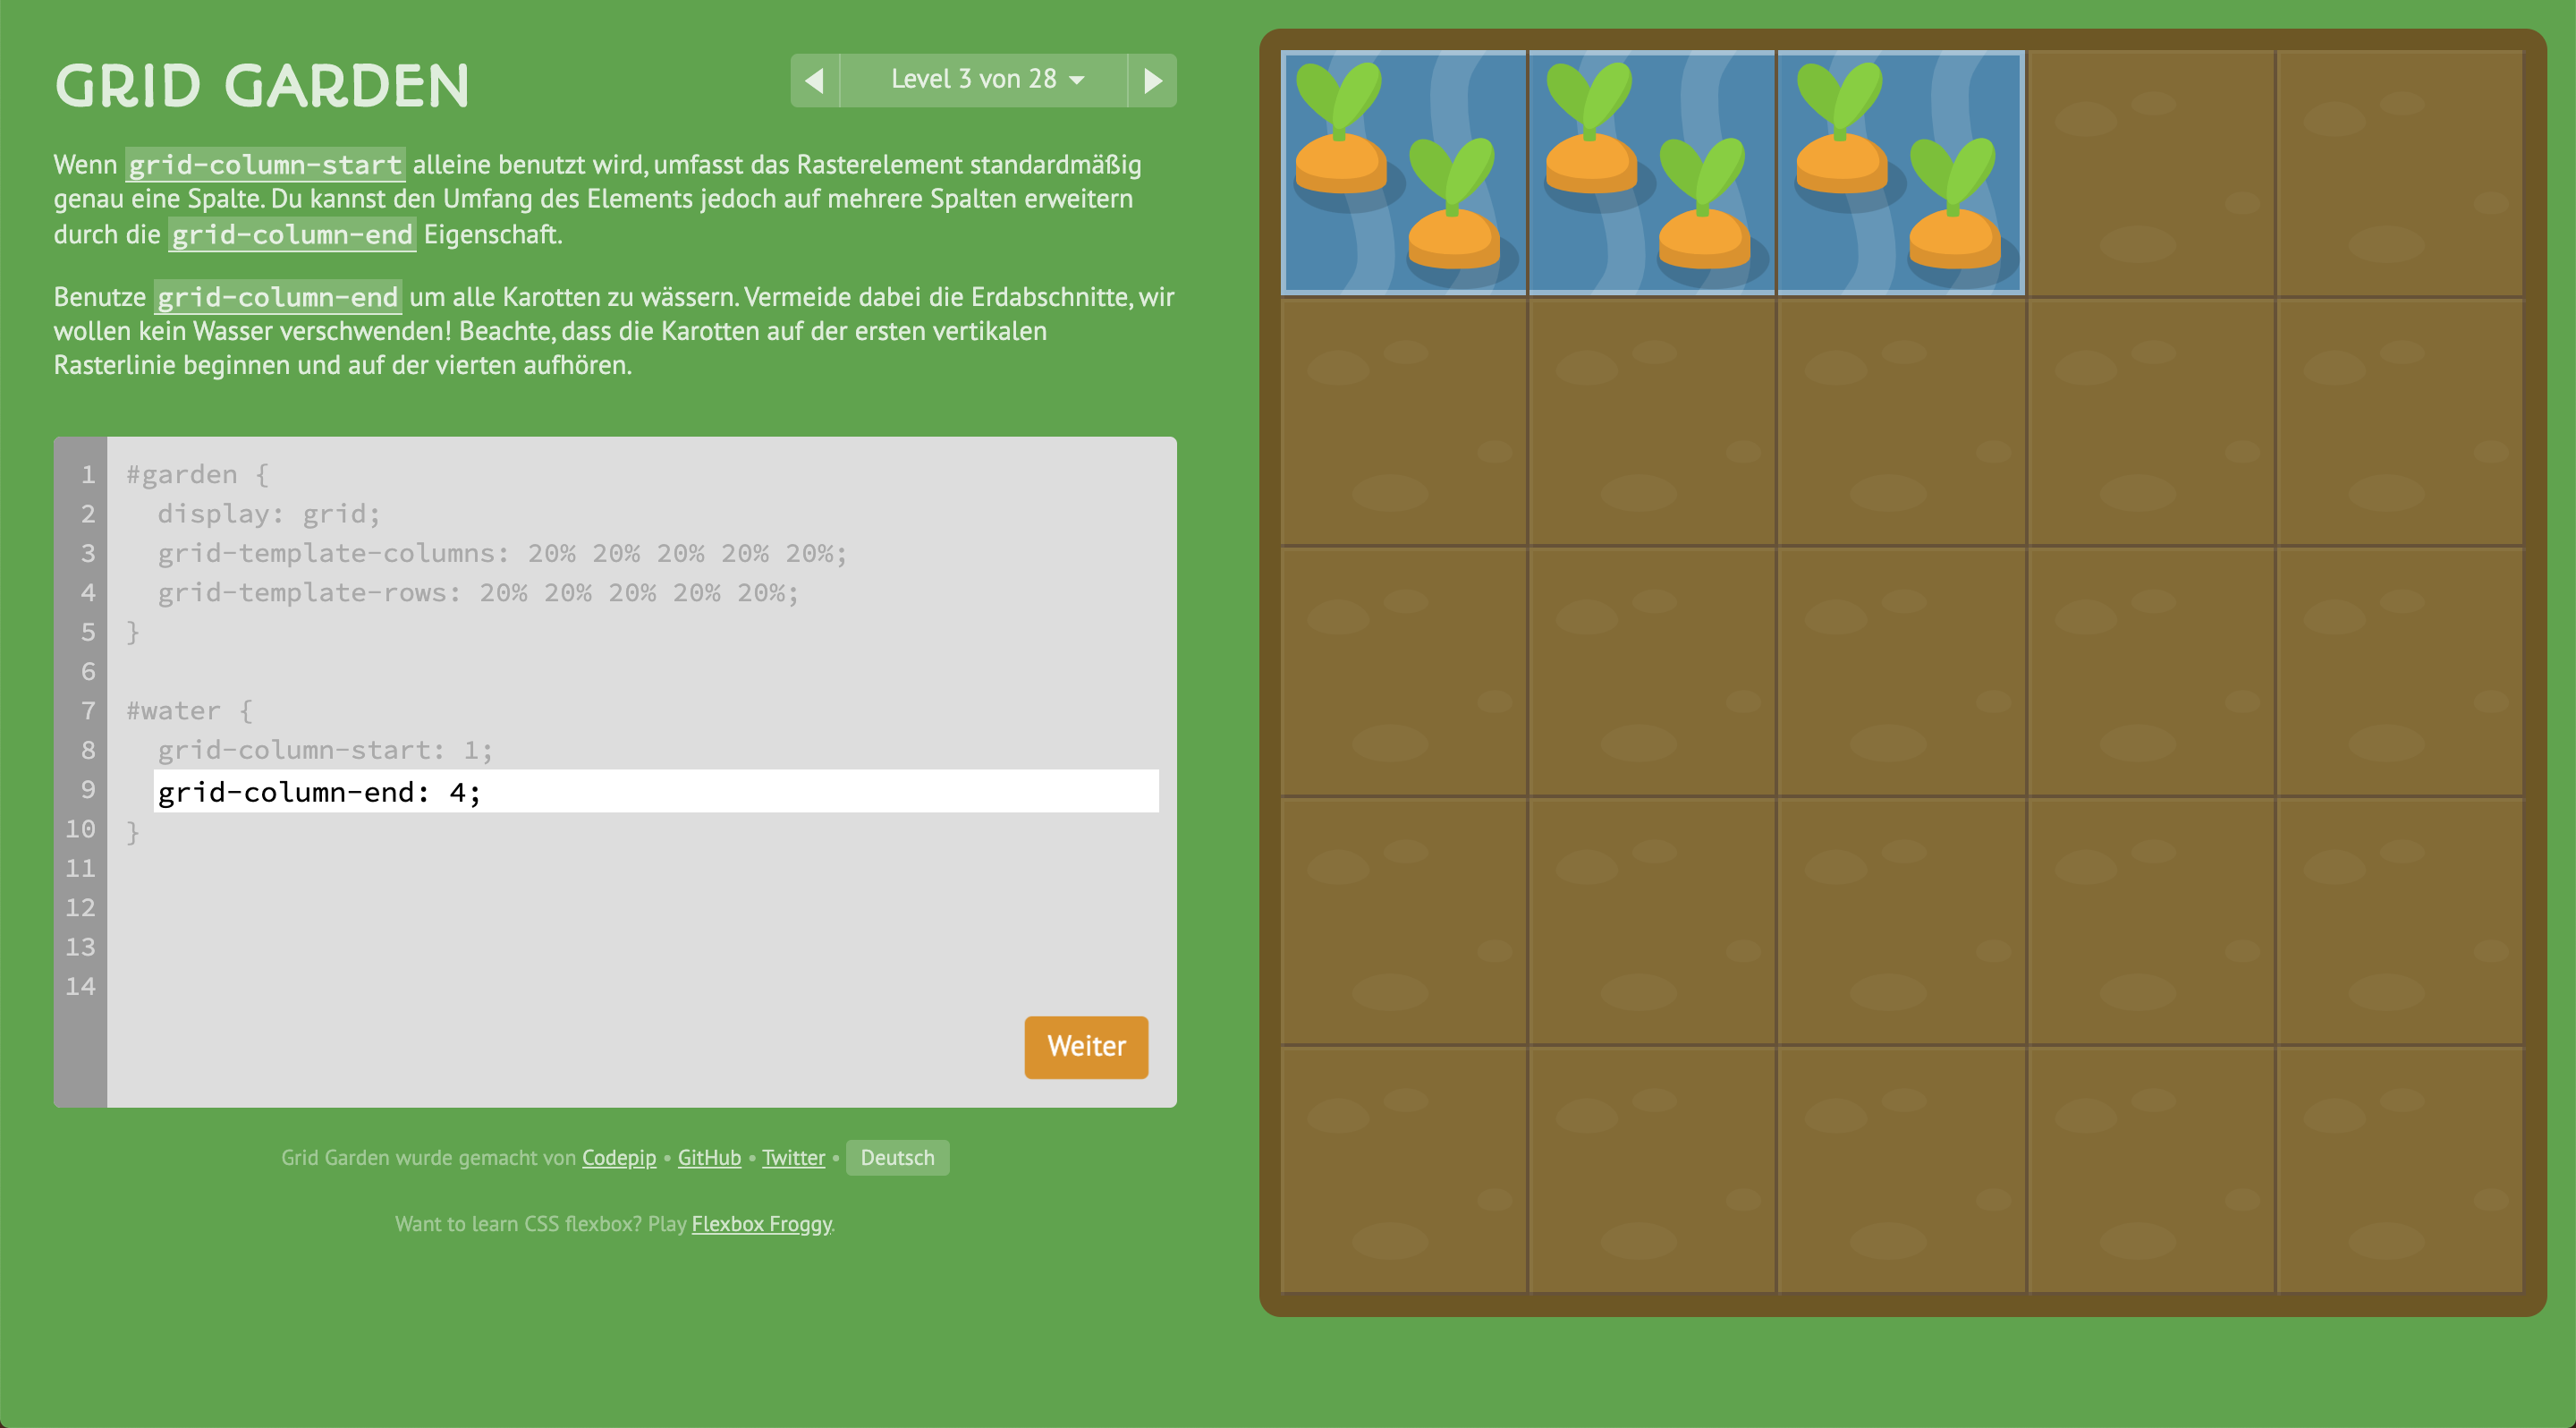 GRID GARDEN
Level 3 von 28
Wenn grid-column-start alleine benutzt wird, umfasst das Rasterelement standardmäßig
genau eine Spalte. Du kannst den Umfang des Elements jedoch auf mehrere Spalten erweitern
durch die grid-column-end Eigenschaft.
Benutze grid-column-end um alle Karotten zu wässern. Vermeide dabei die Erdabschnitte, wir
wollen kein Wasser verschwenden! Beachte, dass die Karotten auf der ersten vertikalen
Rasterlinie beginnen und auf der vierten aufhören.
1 #garden {
2 display: grid;
3 grid-template-columns: 20% 20% 20% 20% 20%;
4 grid-template-rows: 20% 20% 20% 20% 20%;
5 }
6
7 #water {
8 grid-column-start: 1;
9 grid-column-end: 4;
10 }
11
12
13
14
Weiter
Grid Garden wurde gemacht von Codepip • GitHub • Twitter • Deutsch
Want to learn CSS flexbox? Play Flexbox Froggy.